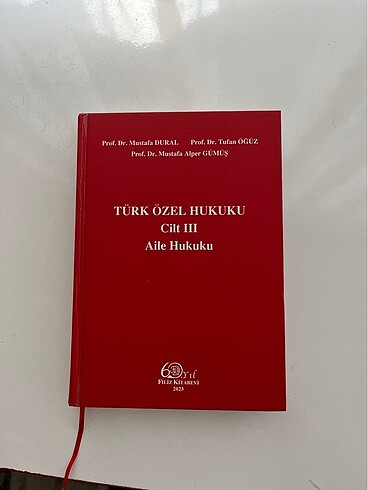 Prof. Dr. Mustafa DURAL Prof. Dr. Tufan ÖĞÜZ
Prof. Dr. Mustafa Alper GÜMÜŞ
TÜRK ÖZEL HUKUKU
Cilt III
Aile Hukuku
60 Yıl
FİLİZ KİTABEVİ
2023